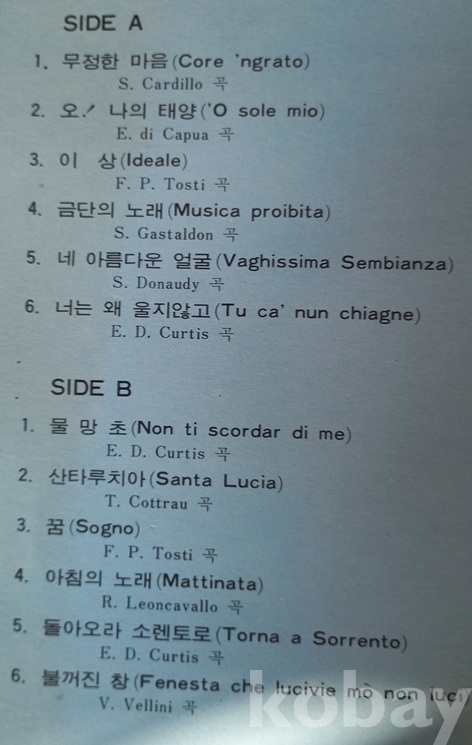 SIDE A
1. 무정한 마음(Core 'ngrato)
S. Cardillo 곡
2. 오! 나의 태양('O sole mio)
E. di Capua 곡
3. 이 상(Ideale)
F. P. Tosti 곡
4. 금단의 노래(Musica proibita)
S. Gastaldon 곡
5. 네 아름다운 얼굴(Vaghissima Sembianza)
S. Donaudy 곡
6. 너는 왜 울지않고(Tu ca' nun chiagne)
E. D. Curtis 곡
SIDE B
1. 물 망 초(Non ti scordar di me)
E. D. Curtis 곡
2. 산타루치아(Santa Lucia)
T. Cottrau 곡
3. 꿈(Sogno)
F. P. Tosti 곡
4. 아침의 노래(Mattinata)
R. Leoncavallo 곡
5. 돌아오라 소렌토로(Torna a Sorrento)
E. D. Curtis 곡
6. 불꺼진 창(Fenesta che lucivie mò non luci
V. Vellini 곡
kobay